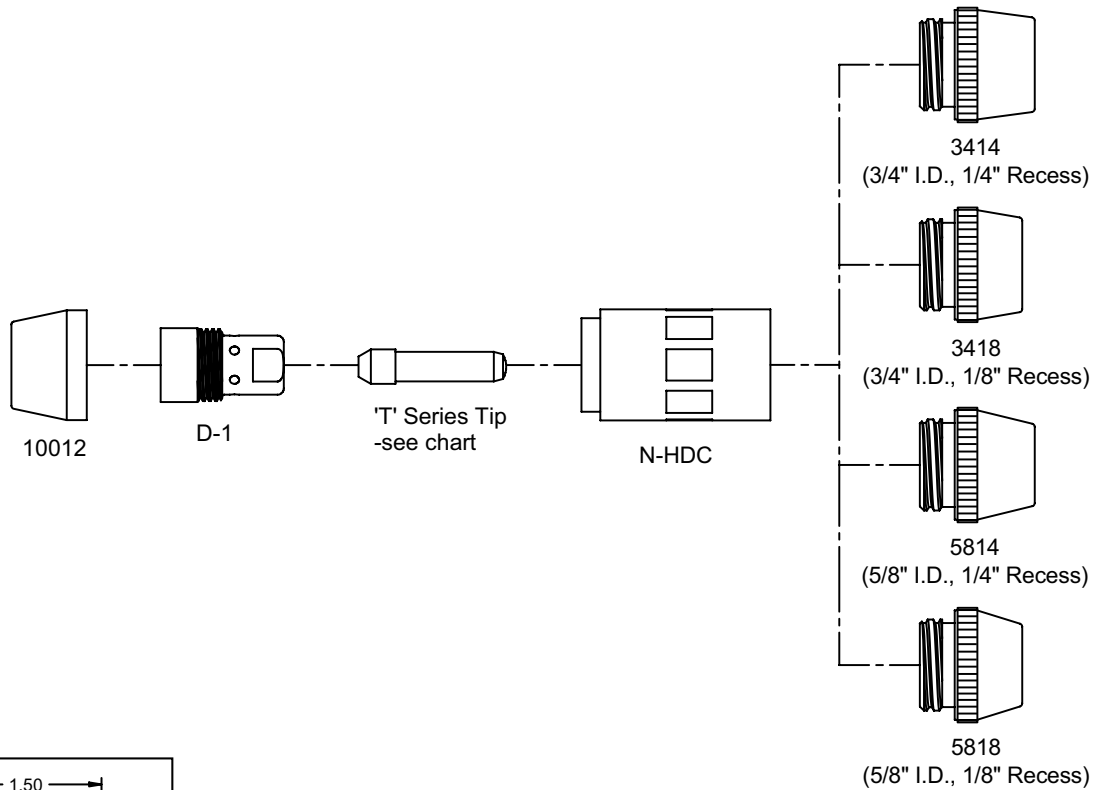 3414
(3/4" I.D., 1/4" Recess)
3418
(3/4" I.D., 1/8" Recess)
10012
D-1
'T' Series Tip
-see chart
N-HDC
5814
(5/8" I.D., 1/4" Recess)
5818
(5/8" I.D., 1/8" Recess)
1.50